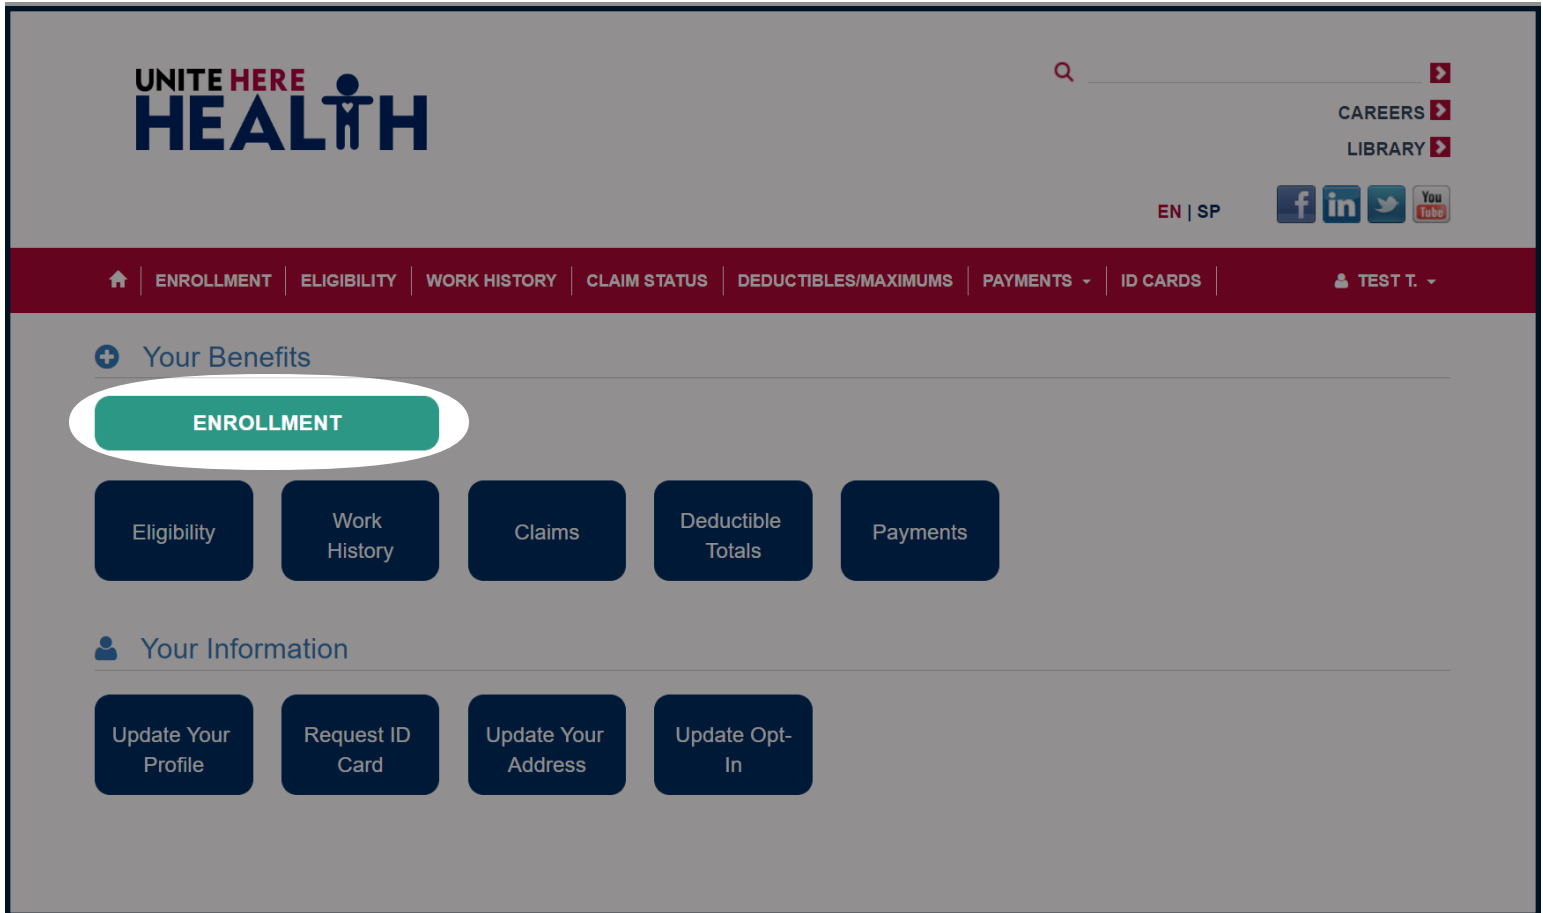 UNITE HERE
HEALTH
CAREERS
LIBRARY
EN | SP
f in You Tube
ENROLLMENT ELIGIBILITY WORK HISTORY CLAIM STATUS DEDUCTIBLES/MAXIMUMS PAYMENTS ID CARDS TEST T.
Your Benefits
ENROLLMENT
Eligibility
Work
History
Claims
Deductible
Totals
Payments
Your Information
Update Your
Profile
Request ID
Card
Update Your
Address
Update Opt-
In